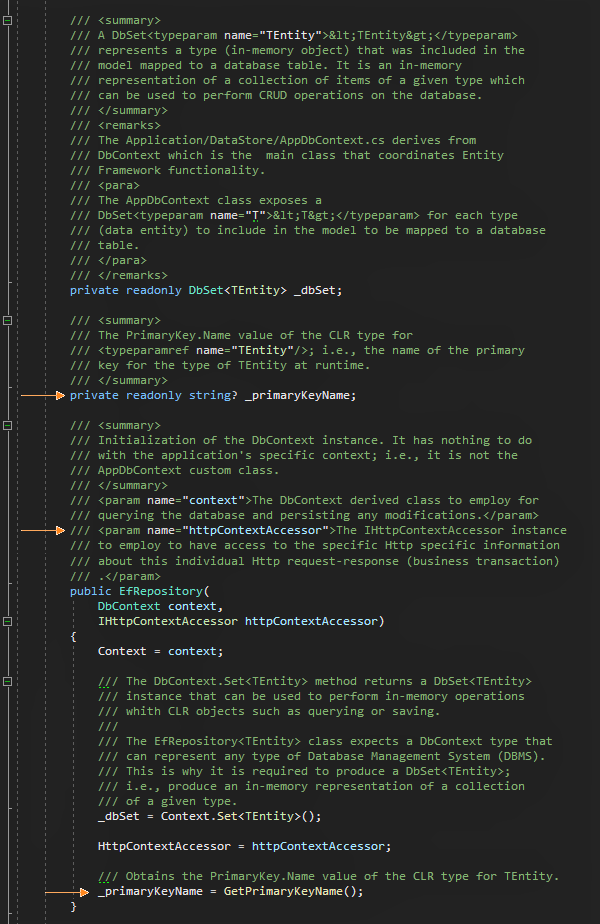 /// <summary>
/// A DbSet<typeparam name="TEntity">&lt;TEntity&gt;</typeparam>
/// represents a type (in-memory object) that was included in the
/// model mapped to a database table. It is an in-memory
/// representation of a collection of items of a given type which
/// can be used to perform CRUD operations on the database.
/// </summary>
/// <remarks>
/// The Application/DataStore/AppDbContext.cs derives from
/// DbContext which is the  main class that coordinates Entity
/// Framework functionality.
/// <para>
/// The AppDbContext class exposes a
/// DbSet<typeparam name="T">&lt;T&gt;</typeparam> for each type
/// (data entity) to include in the model to be mapped to a database
/// table.
/// </para>
/// </remarks>
private readonly DbSet<TEntity> _dbSet;
/// <summary>
/// The PrimaryKey.Name value of the CLR type for
/// <typeparamref name="TEntity"/>; i.e., the name of the primary
/// key for the type of TEntity at runtime.
/// </summary>
private readonly string? _primaryKeyName;
/// <summary>
/// Initialization of the DbContext instance. It has nothing to do
/// with the application's specific context; i.e., it is not the
/// AppDbContext custom class.
/// </summary>
/// <param name="context">The DbContext derived class to employ for
/// querying the database and persisting any modifications.</param>
/// <param name="httpContextAccessor">The IHttpContextAccessor instance
/// to employ to have access to the specific Http specific information
/// about this individual Http request-response (business transaction)
/// .</param>
public EfRepository(
DbContext context,
IHttpContextAccessor httpContextAccessor)
{
Context = context;
/// The DbContext.Set<TEntity> method returns a DbSet<TEntity>
/// instance that can be used to perform in-memory operations
/// whith CLR objects such as querying or saving.
///
/// The EfRepository<TEntity> class expects a DbContext type that
/// can represent any type of Database Management System (DBMS).
/// This is why it is required to produce a DbSet<TEntity>;
/// i.e., produce an in-memory representation of a collection
/// of a given type.
_dbSet = Context.Set<TEntity>();
HttpContextAccessor = httpContextAccessor;
/// Obtains the PrimaryKey.Name value of the CLR type for TEntity.
_primaryKeyName = GetPrimaryKeyName();
}